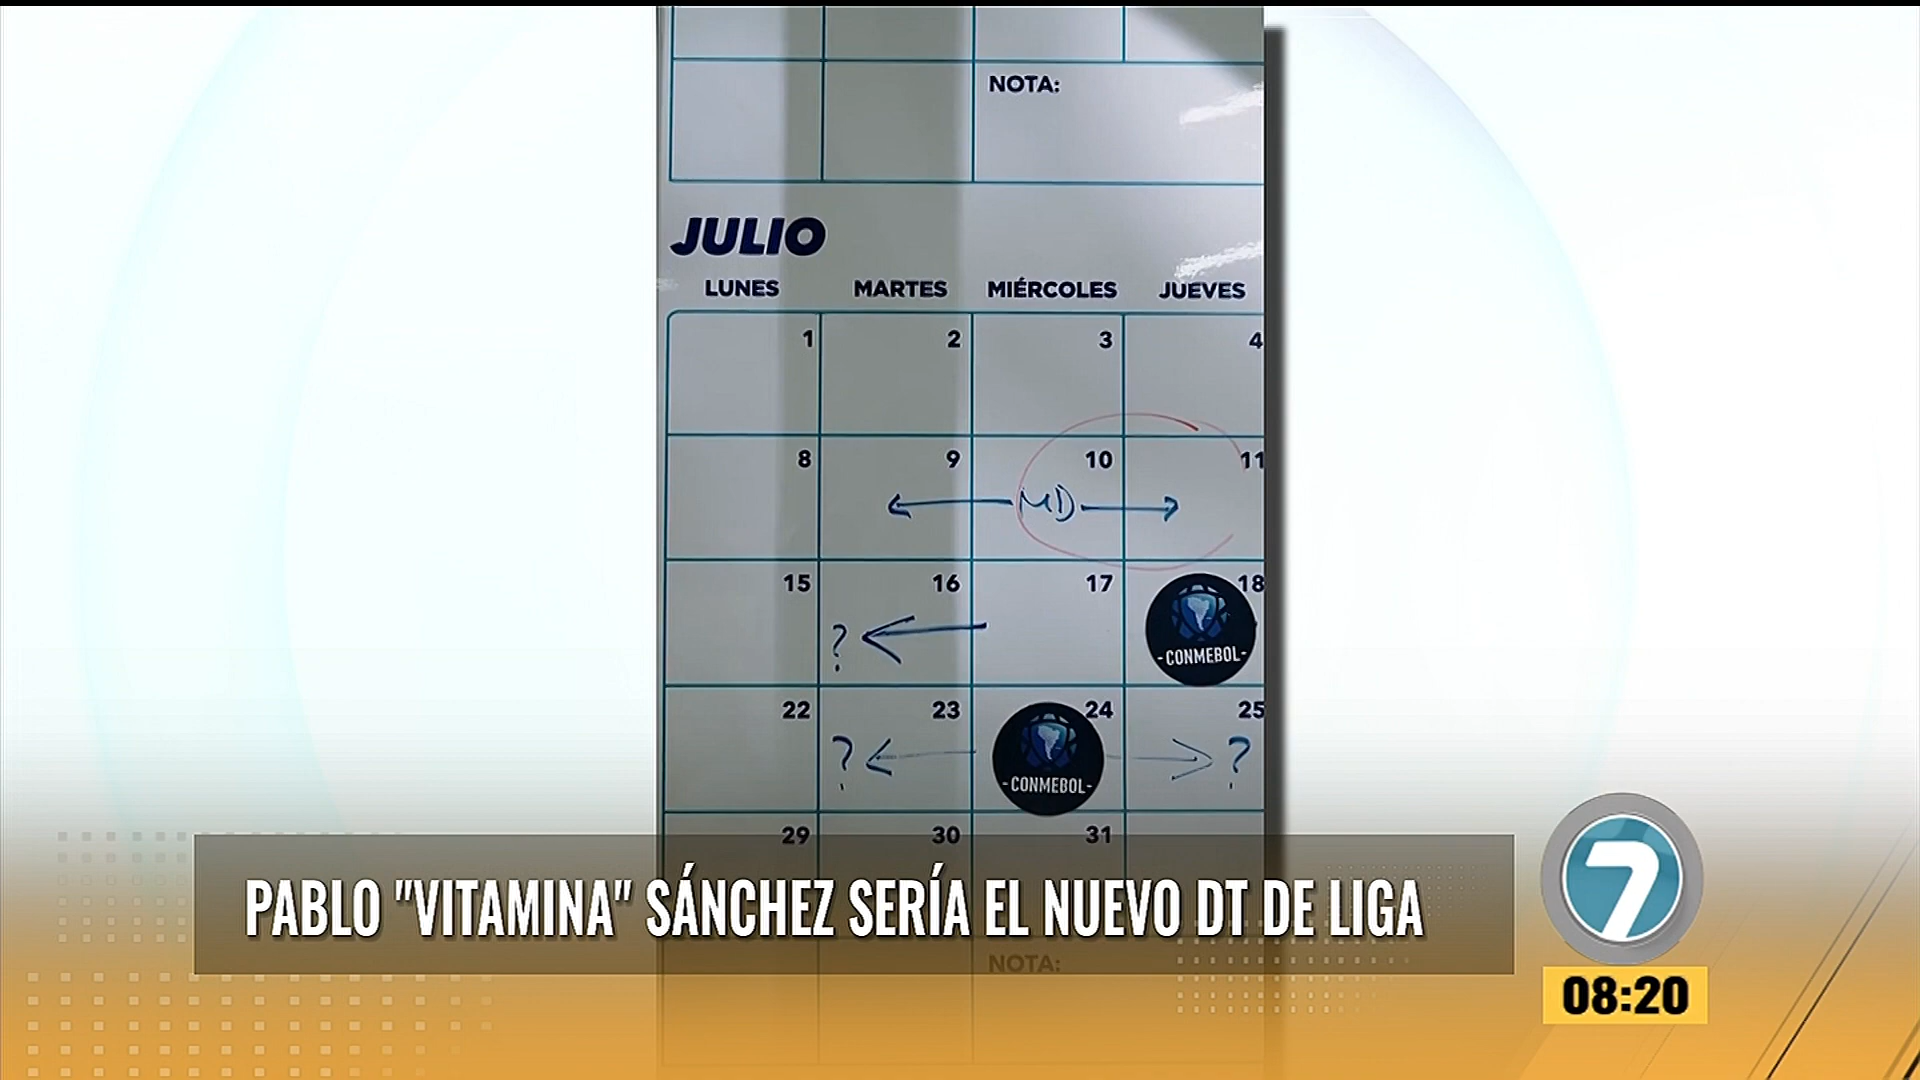 NOTA:
JULIO
LUNES MARTES MIÉRCOLES JUEVES
1 2 3 4
8 9 10 11
MD
15 16 17 18
?
-CONMEBOL-
22 23 24 25
? ?
-CONMEBOL-
29 30 31
PABLO "VITAMINA" SÁNCHEZ SERÍA EL NUEVO DT DE LIGA
7
NOTA:
08:20